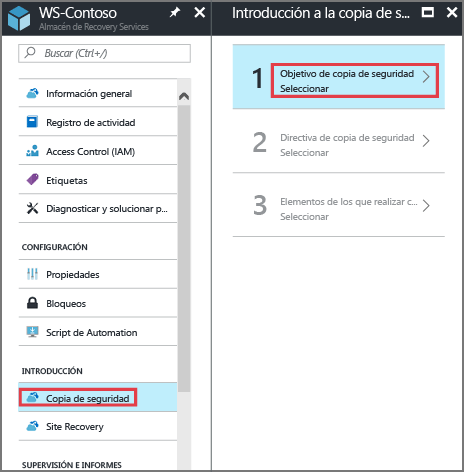 WS-Contoso
Almacén de Recovery Services
Buscar (Ctrl+/)
Información general
Registro de actividad
Access Control (IAM)
Etiquetas
Diagnosticar y solucionar p...
CONFIGURACIÓN
Propiedades
Bloqueos
Script de Automation
INTRODUCCIÓN
Copia de seguridad
Site Recovery
SUPERVISIÓN E INFORMES
Introducción a la copia de s...
1
Objetivo de copia de seguridad
Seleccionar
2
Directiva de copia de seguridad
Seleccionar
3
Elementos de los que realizar c...
Seleccionar